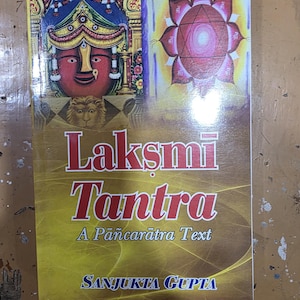 Lakṣmī
Tantra
A Pāñcarātra Text
SANJUKTA GUPTA